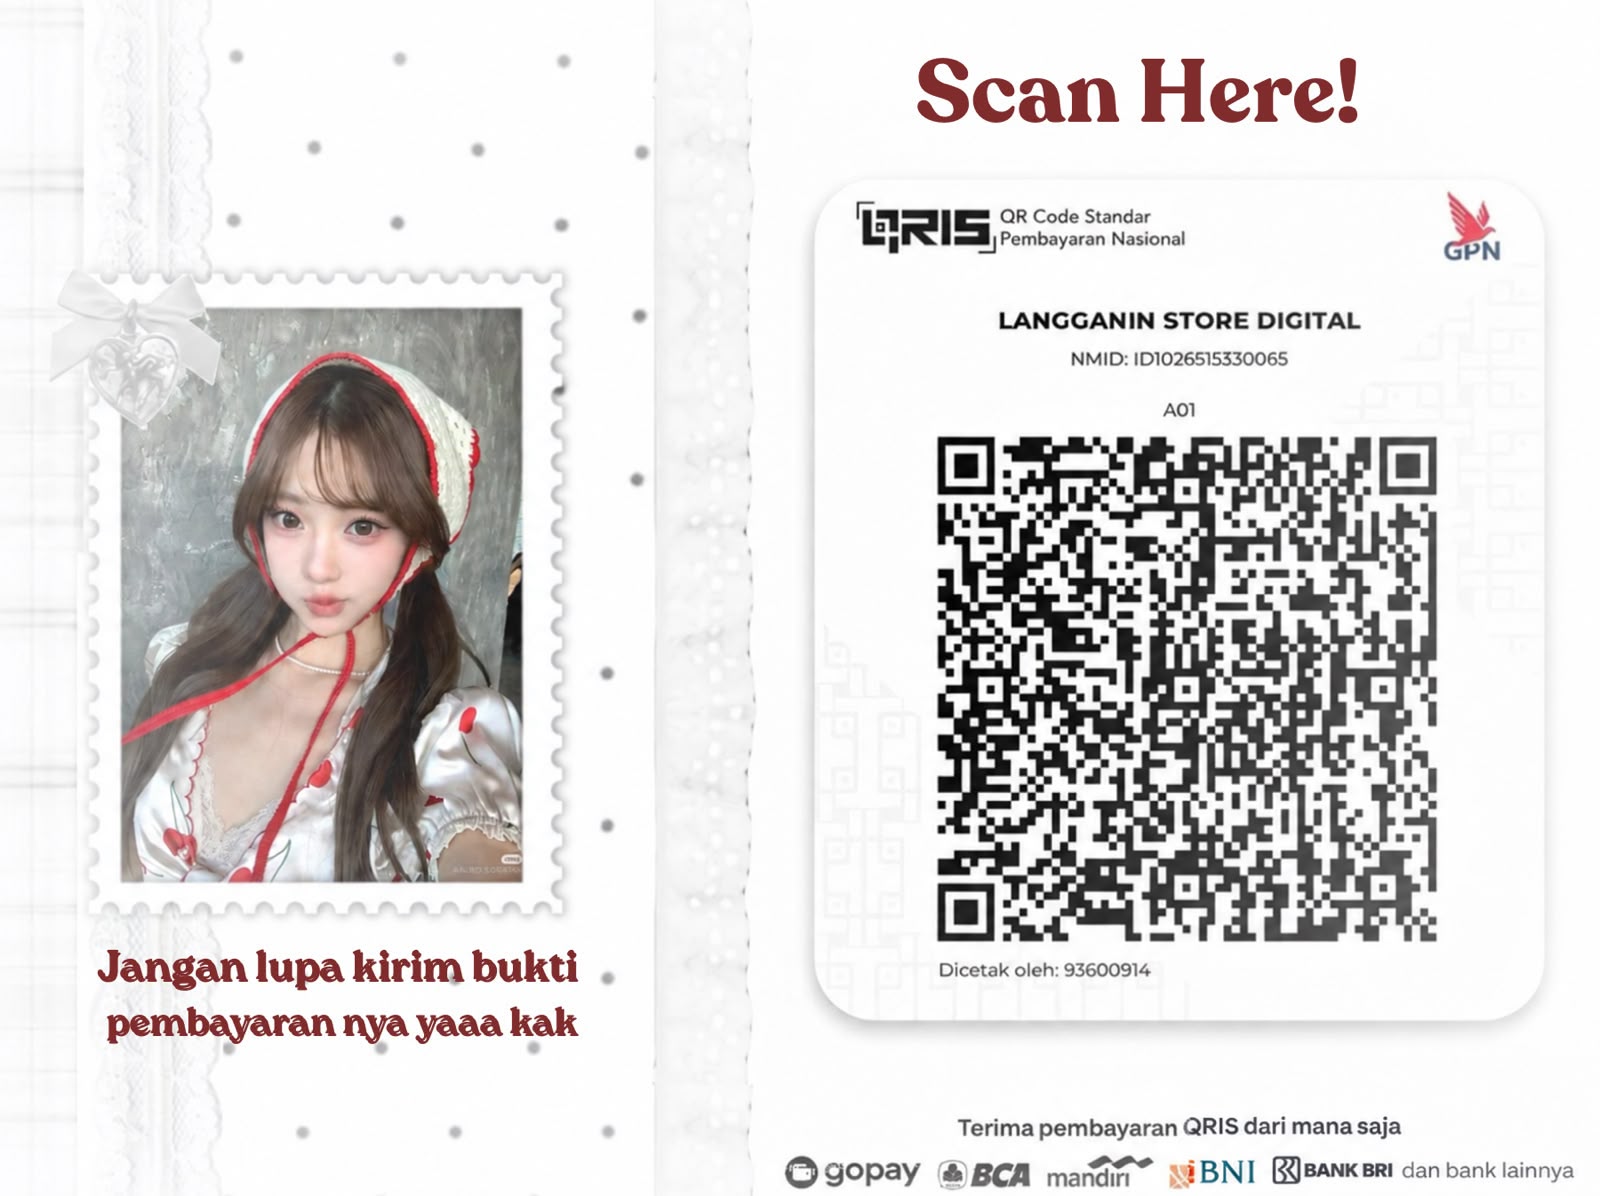 Scan Here!
QRIS
QR Code Standar
Pembayaran Nasional
GPN
LANGGANIN STORE DIGITAL
NMID: ID1026515330065
A01
Dicetak oleh: 93600914
Jangan lupa kirim bukti
pembayaran nya yaaa kak
Terima pembayaran QRIS dari mana saja
gopay BCA mandiri BNI BANK BRI dan bank lainnya